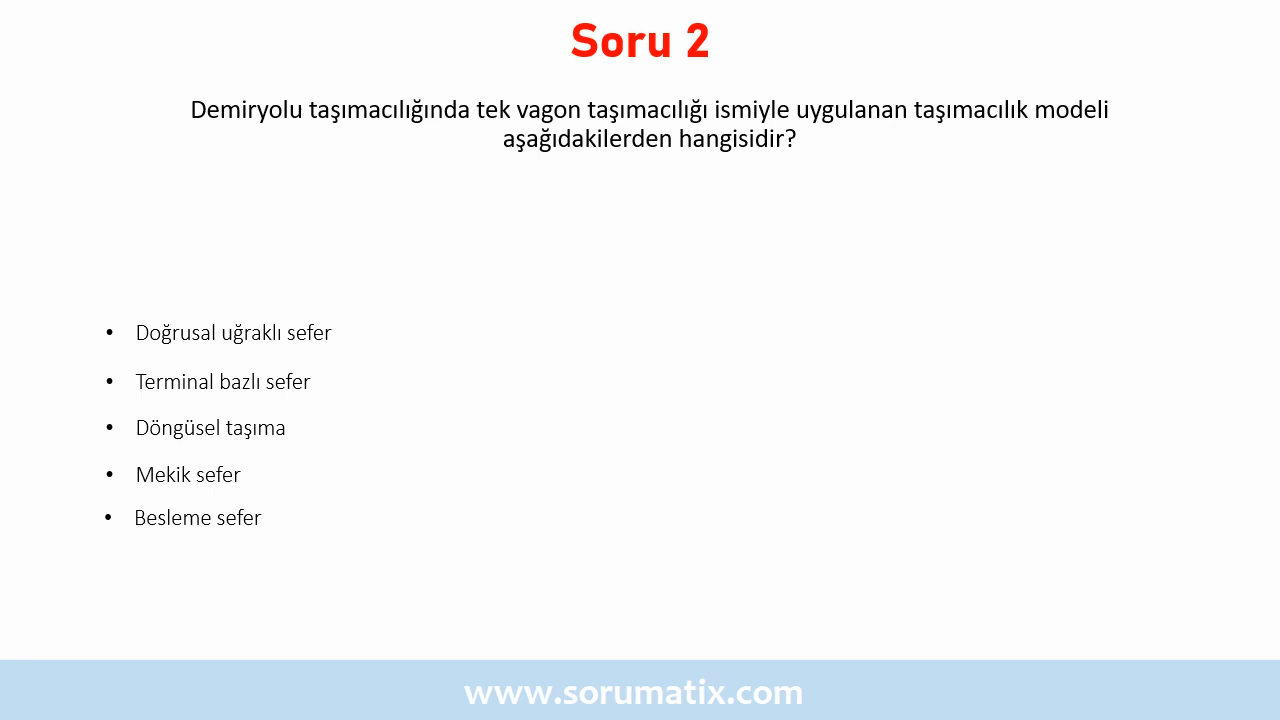 Soru 2
Demiryolu taşımacılığında tek vagon taşımacılığı ismiyle uygulanan taşımacılık modeli
aşağıdakilerden hangisidir?
• Doğrusal uğraklı sefer
• Terminal bazlı sefer
• Döngüsel taşıma
• Mekik sefer
• Besleme sefer
www.sorumatix.com